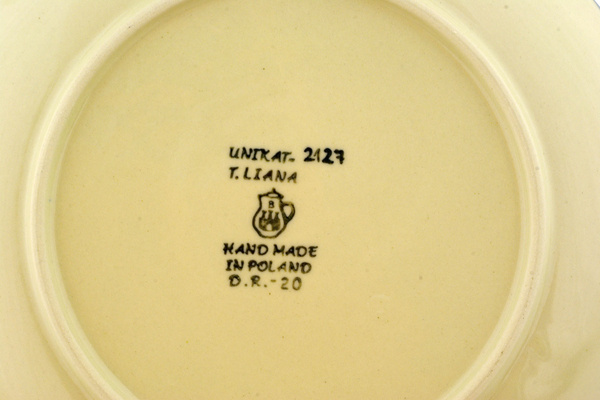 UNIKAT- 2127
T. LIANA
B
HAND MADE
IN POLAND
D.R.-20